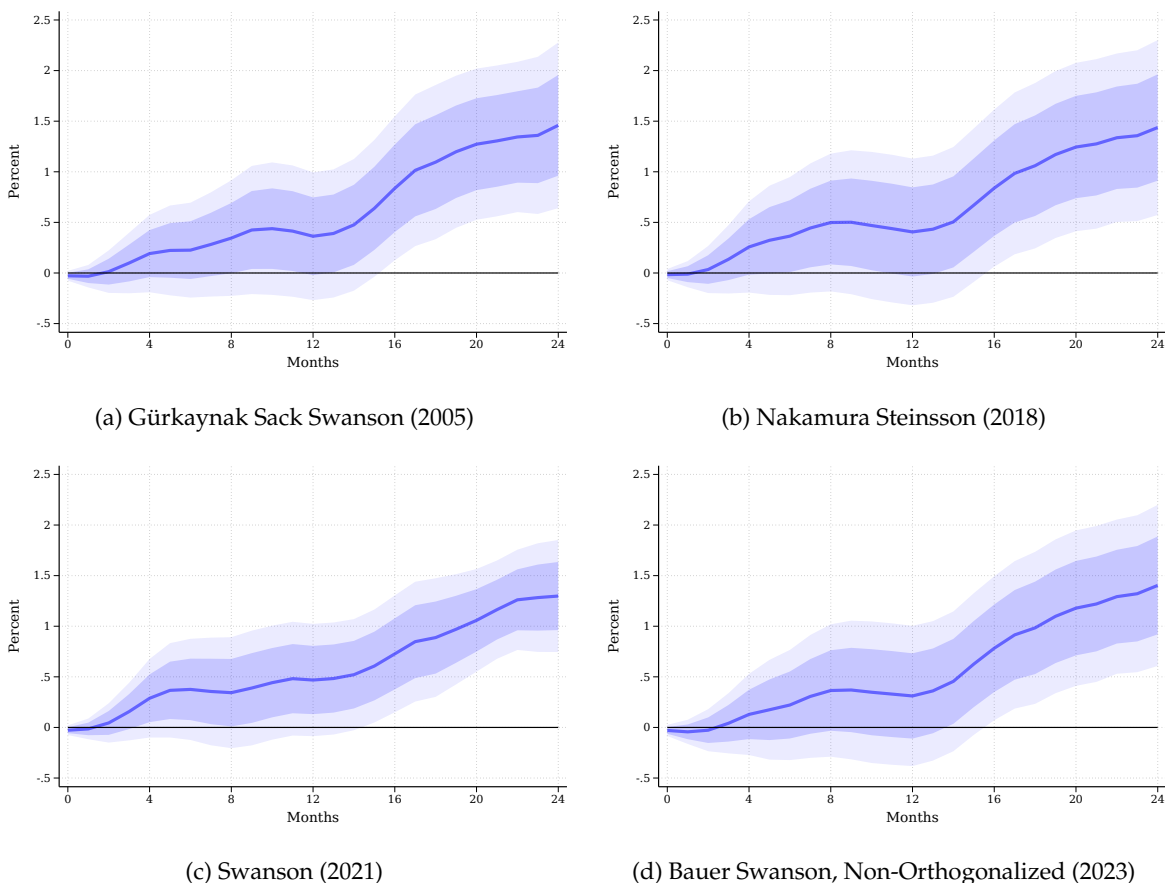 2.5
2
1.5
1
.5
0
-.5
Percent
0 4 8 12 16 20 24
Months
(a) Gürkaynak Sack Swanson (2005)
2.5
2
1.5
1
.5
0
-.5
Percent
0 4 8 12 16 20 24
Months
(b) Nakamura Steinsson (2018)
2.5
2
1.5
1
.5
0
-.5
Percent
0 4 8 12 16 20 24
Months
(c) Swanson (2021)
2.5
2
1.5
1
.5
0
-.5
Percent
0 4 8 12 16 20 24
Months
(d) Bauer Swanson, Non-Orthogonalized (2023)